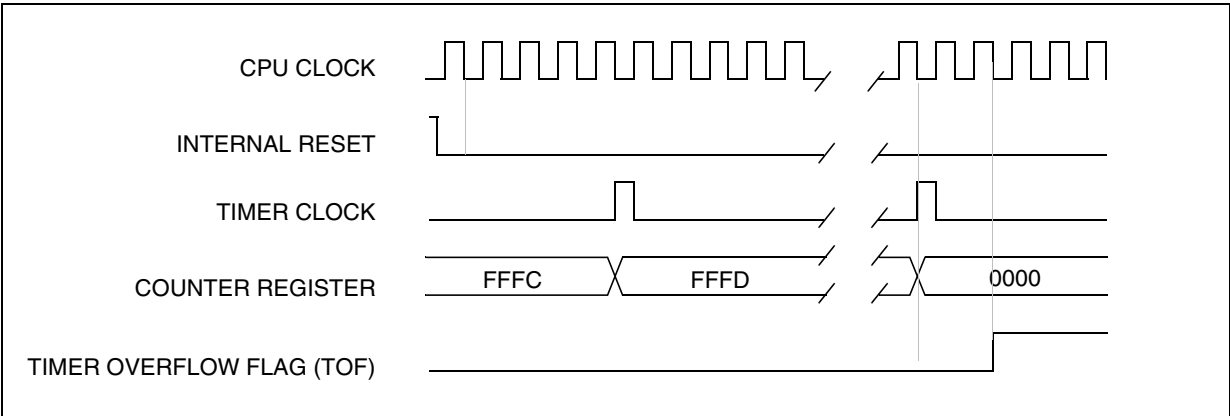 CPU CLOCK
INTERNAL RESET
TIMER CLOCK
COUNTER REGISTER
FFFC
FFFD
0000
TIMER OVERFLOW FLAG (TOF)